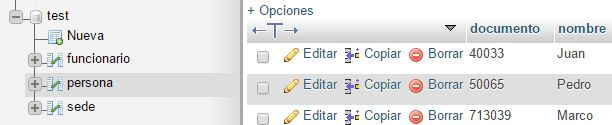 test
Nueva
funcionario
persona
sede
+ Opciones
documento nombre
Editar Copiar Borrar 40033 Juan
Editar Copiar Borrar 50065 Pedro
Editar Copiar Borrar 713039 Marco